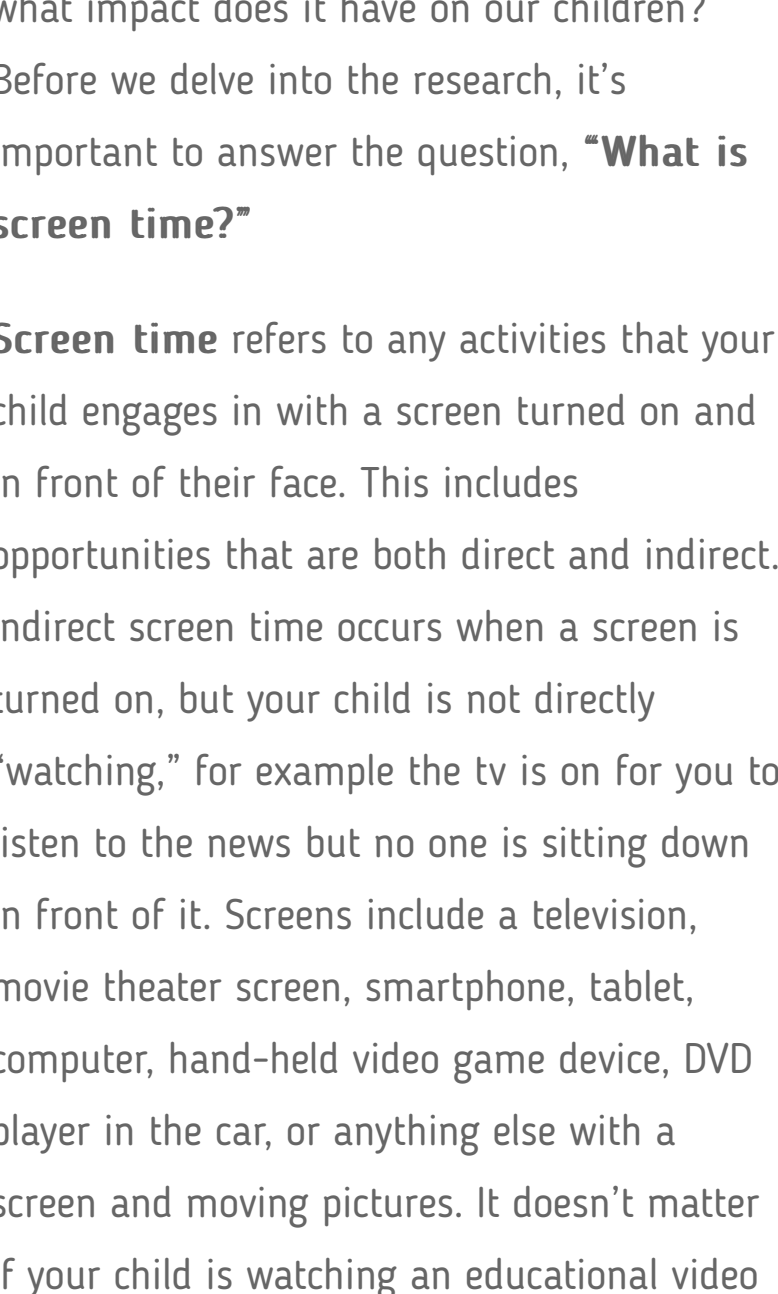 what impact does it have on our children?
Before we delve into the research, it’s
important to answer the question, “What is
screen time?”
Screen time refers to any activities that your
child engages in with a screen turned on and
in front of their face. This includes
opportunities that are both direct and indirect.
Indirect screen time occurs when a screen is
turned on, but your child is not directly
“watching,” for example the tv is on for you to
listen to the news but no one is sitting down
in front of it. Screens include a television,
movie theater screen, smartphone, tablet,
computer, hand-held video game device, DVD
player in the car, or anything else with a
screen and moving pictures. It doesn’t matter
if your child is watching an educational video